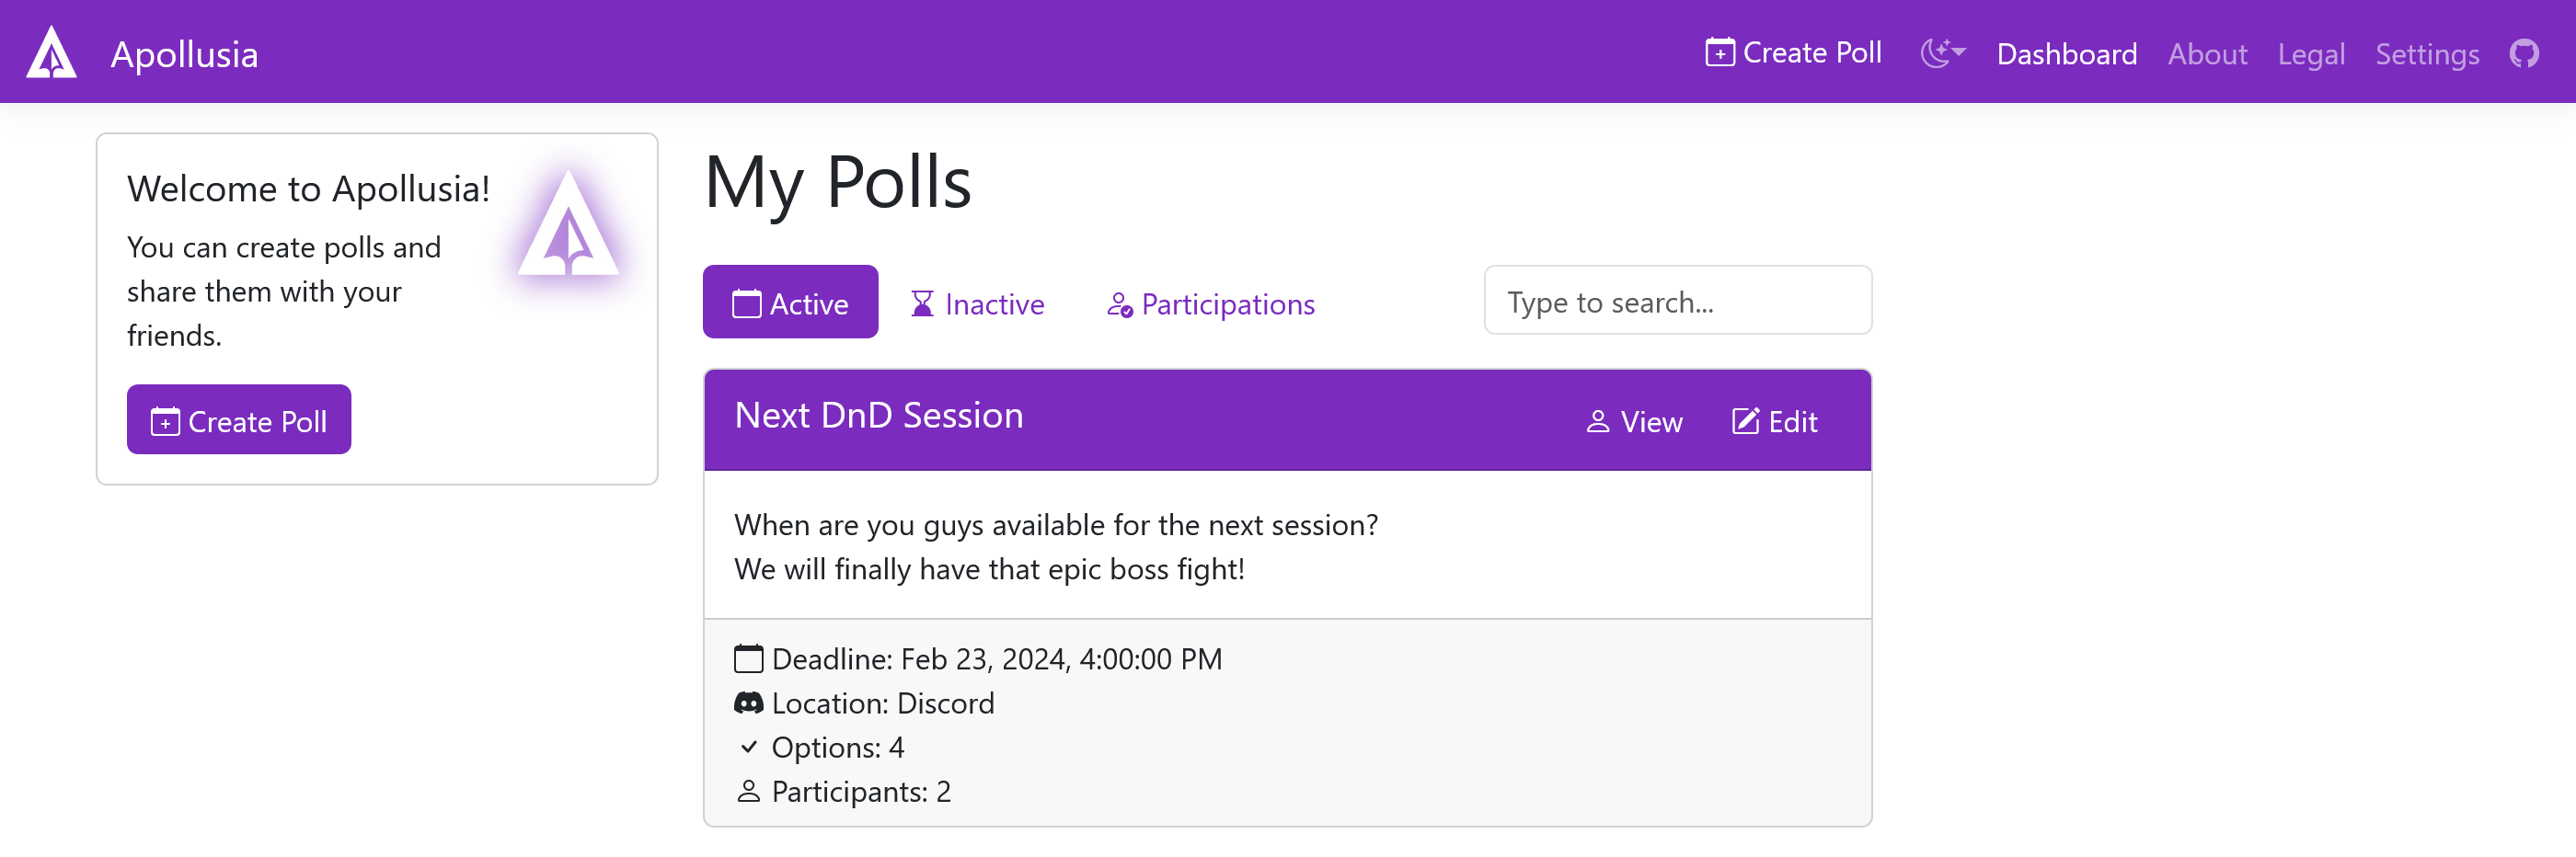 Apollusia
Create Poll
Dashboard
About
Legal
Settings
Welcome to Apollusia!
You can create polls and
share them with your
friends.
Create Poll
My Polls
Active
Inactive
Participations
Type to search...
Next DnD Session
View
Edit
When are you guys available for the next session?
We will finally have that epic boss fight!
Deadline: Feb 23, 2024, 4:00:00 PM
Location: Discord
Options: 4
Participants: 2